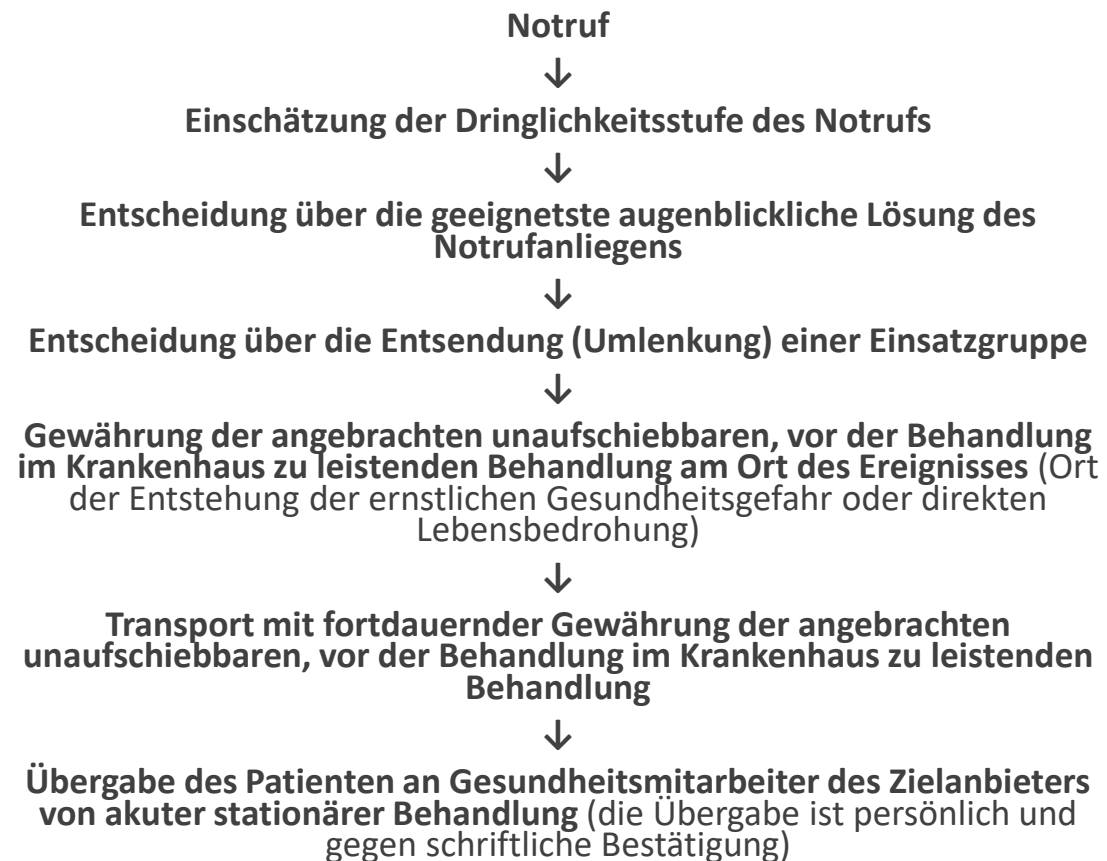 Notruf
↓
Einschätzung der Dringlichkeitsstufe des Notrufs
↓
Entscheidung über die geeignetste augenblickliche Lösung des
Notrufanliegens
↓
Entscheidung über die Entsendung (Umlenkung) einer Einsatzgruppe
↓
Gewährung der angebrachten unaufschiebbaren, vor der Behandlung
im Krankenhaus zu leistenden Behandlung am Ort des Ereignisses (Ort
der Entstehung der ernstlichen Gesundheitsgefahr oder direkten
Lebensbedrohung)
↓
Transport mit fortdauernder Gewährung der angebrachten
unaufschiebbaren, vor der Behandlung im Krankenhaus zu leistenden
Behandlung
↓
Übergabe des Patienten an Gesundheitsmitarbeiter des Zielanbieters
von akuter stationärer Behandlung (die Übergabe ist persönlich und
gegen schriftliche Bestätigung)